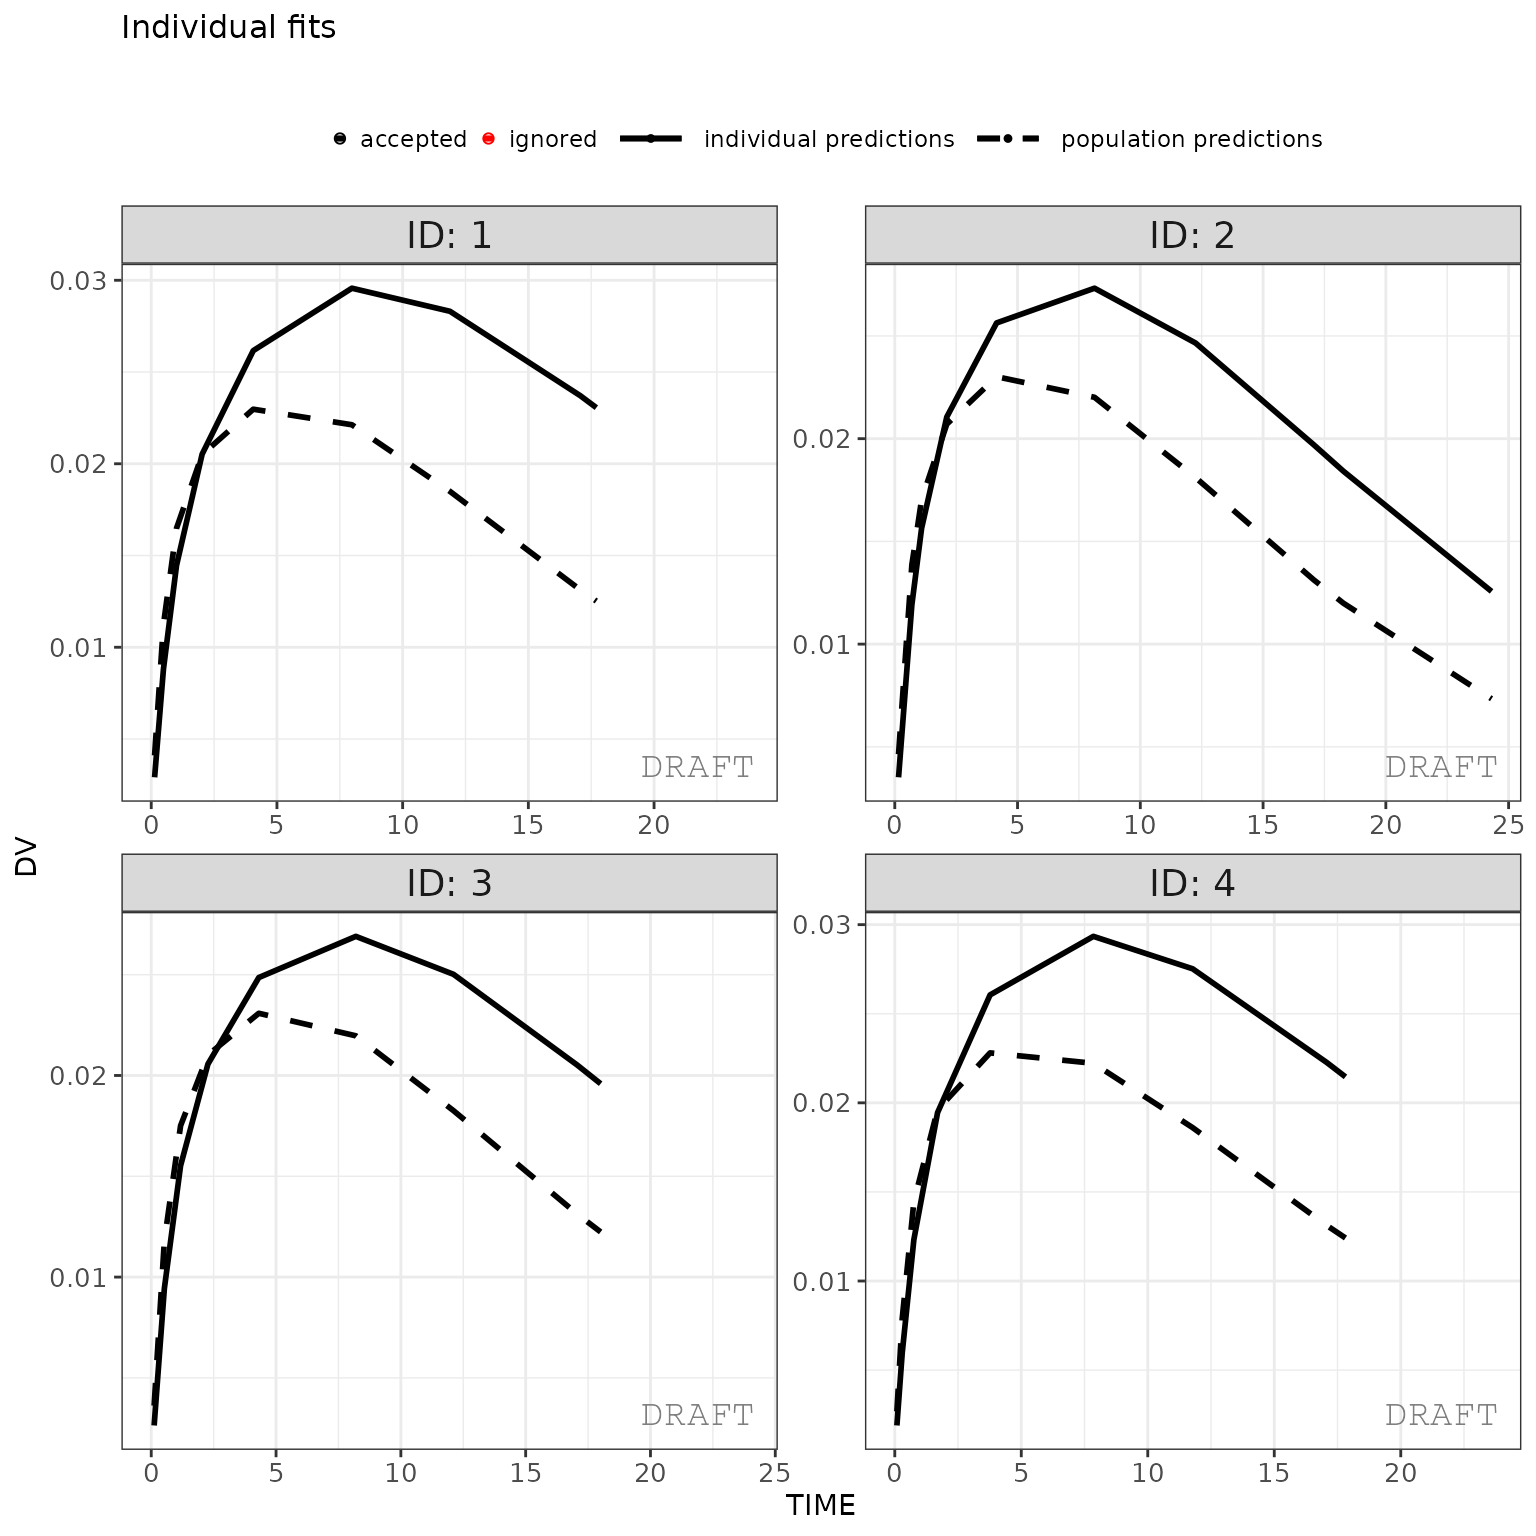 Individual fits
accepted ignored individual predictions population predictions
ID: 1
0.03
0.02
0.01
DRAFT
0 5 10 15 20
ID: 2
0.02
0.01
DRAFT
0 5 10 15 20 25
DV
ID: 3
0.02
0.01
DRAFT
0 5 10 15 20 25
ID: 4
0.03
0.02
0.01
DRAFT
0 5 10 15 20
TIME